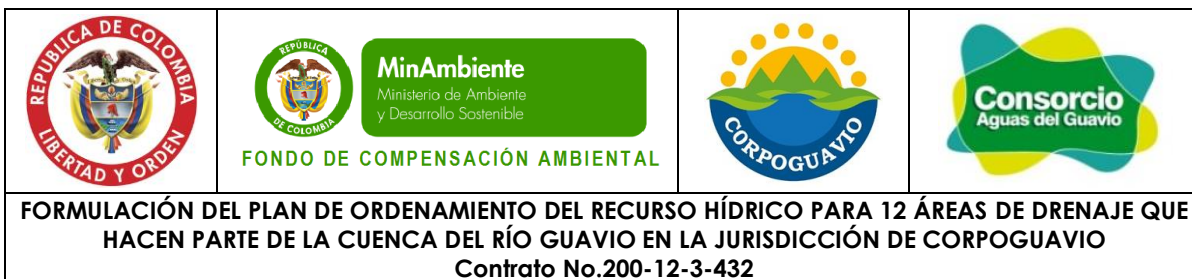 REPUBLICA DE COLOMBIA
LIBERTAD Y ORDEN
REPÚBLICA
DE COLOMBIA
MinAmbiente
Ministerio de Ambiente
y Desarrollo Sostenible
FONDO DE COMPENSACIÓN AMBIENTAL
CORPOGUAVIO
Consorcio
Aguas del Guavio
FORMULACIÓN DEL PLAN DE ORDENAMIENTO DEL RECURSO HÍDRICO PARA 12 ÁREAS DE DRENAJE QUE
HACEN PARTE DE LA CUENCA DEL RÍO GUAVIO EN LA JURISDICCIÓN DE CORPOGUAVIO
Contrato No.200-12-3-432